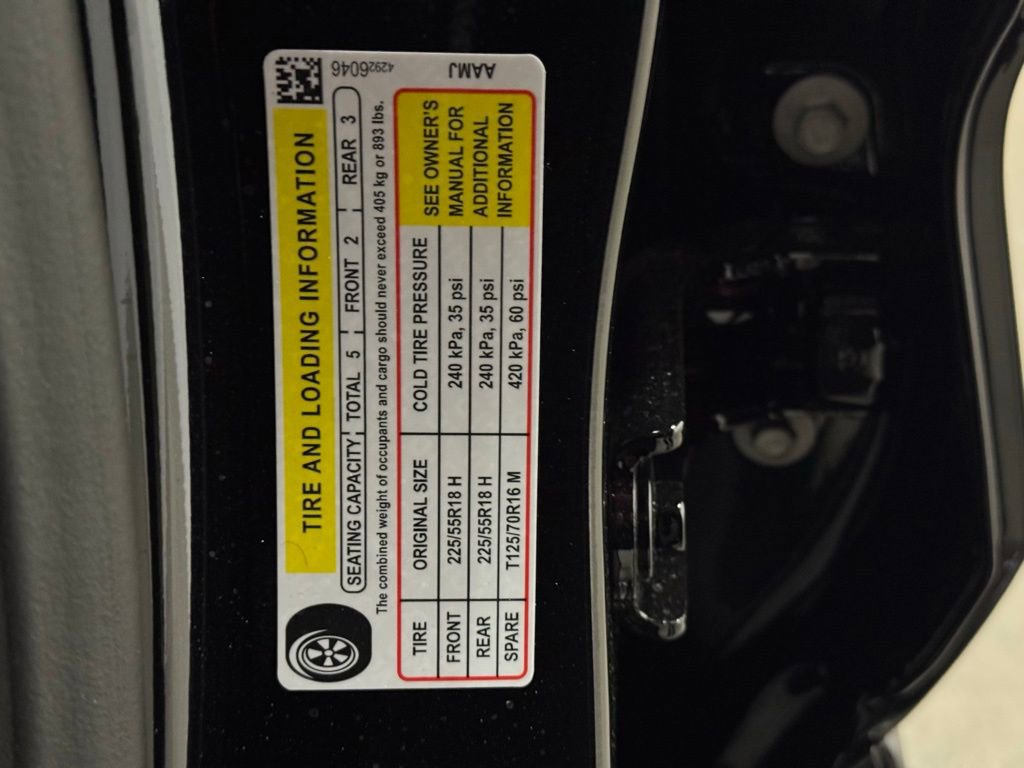 TIRE AND LOADING INFORMATION
SEATING CAPACITY TOTAL 5 FRONT 2 REAR 3
The combined weight of occupants and cargo should never exceed 405 kg or 893 lbs.
TIRE ORIGINAL SIZE COLD TIRE PRESSURE SEE OWNER'S
FRONT 225/55R18 H 240 kPa, 35 psi MANUAL FOR
REAR 225/55R18 H 240 kPa, 35 psi ADDITIONAL
SPARE T125/70R16 M 420 kPa, 60 psi INFORMATION
42926046
AAMJ